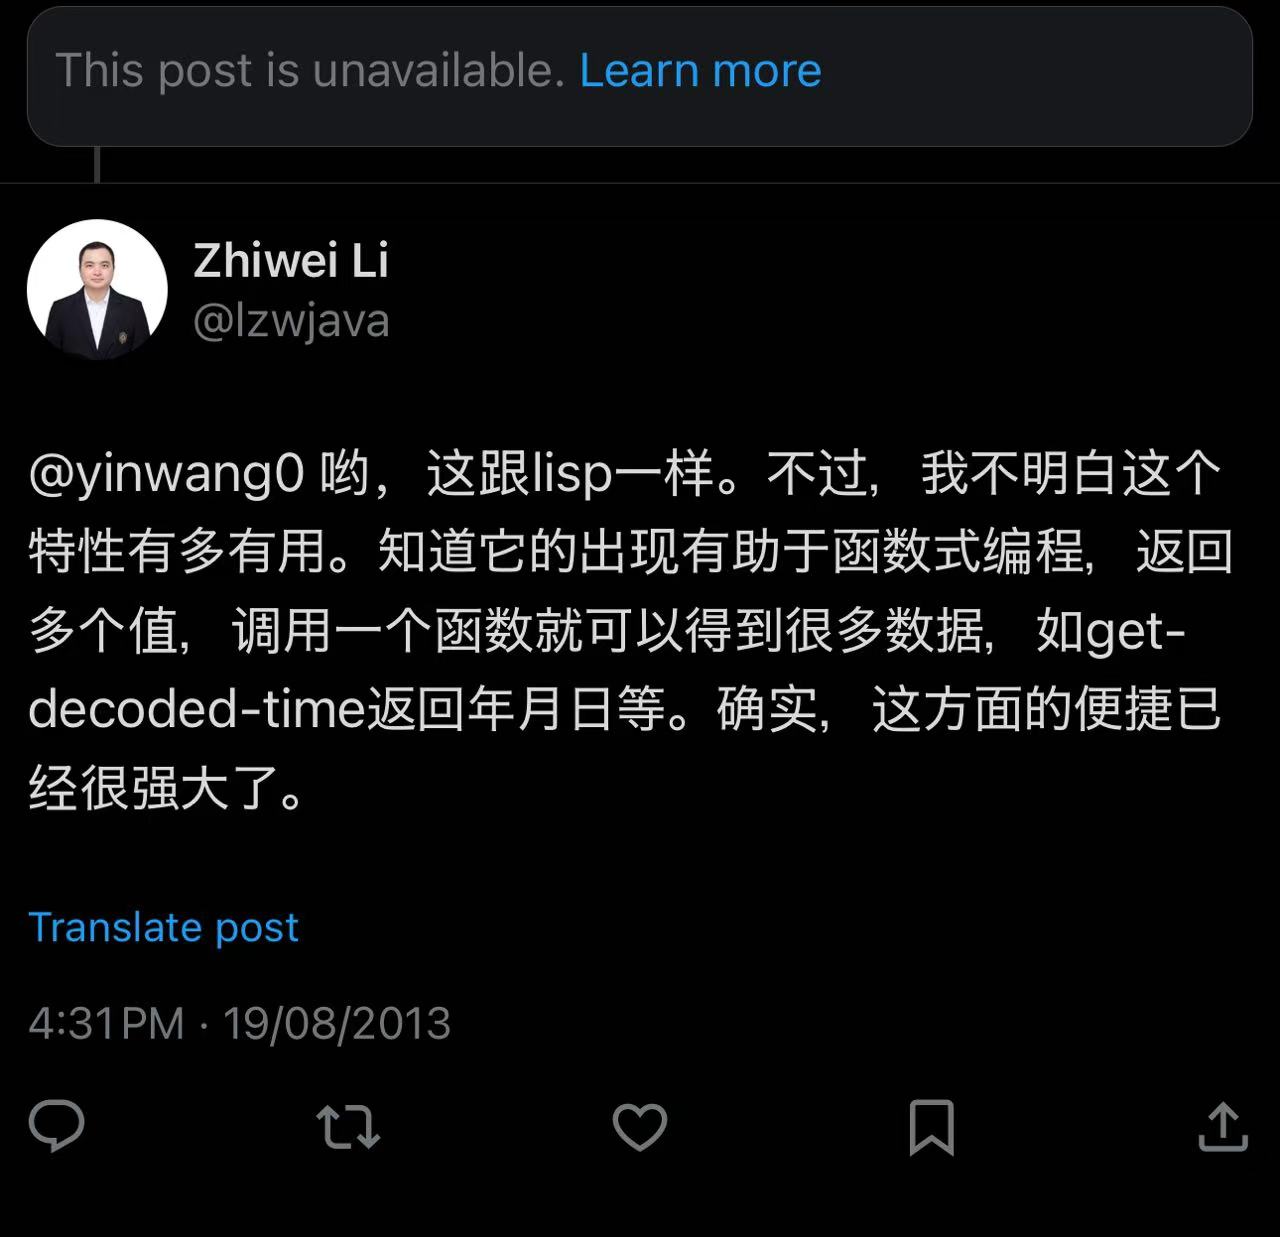 This post is unavailable. Learn more
Zhiwei Li
@lzwjava
@yinwang0 哟，这跟lisp一样。不过，我不明白这个
特性有多有用。知道它的出现有助于函数式编程，返回
多个值，调用一个函数就可以得到很多数据，如get-
decoded-time返回年月日等。确实，这方面的便捷已
经很强大了。
Translate post
4:31 PM · 19/08/2013